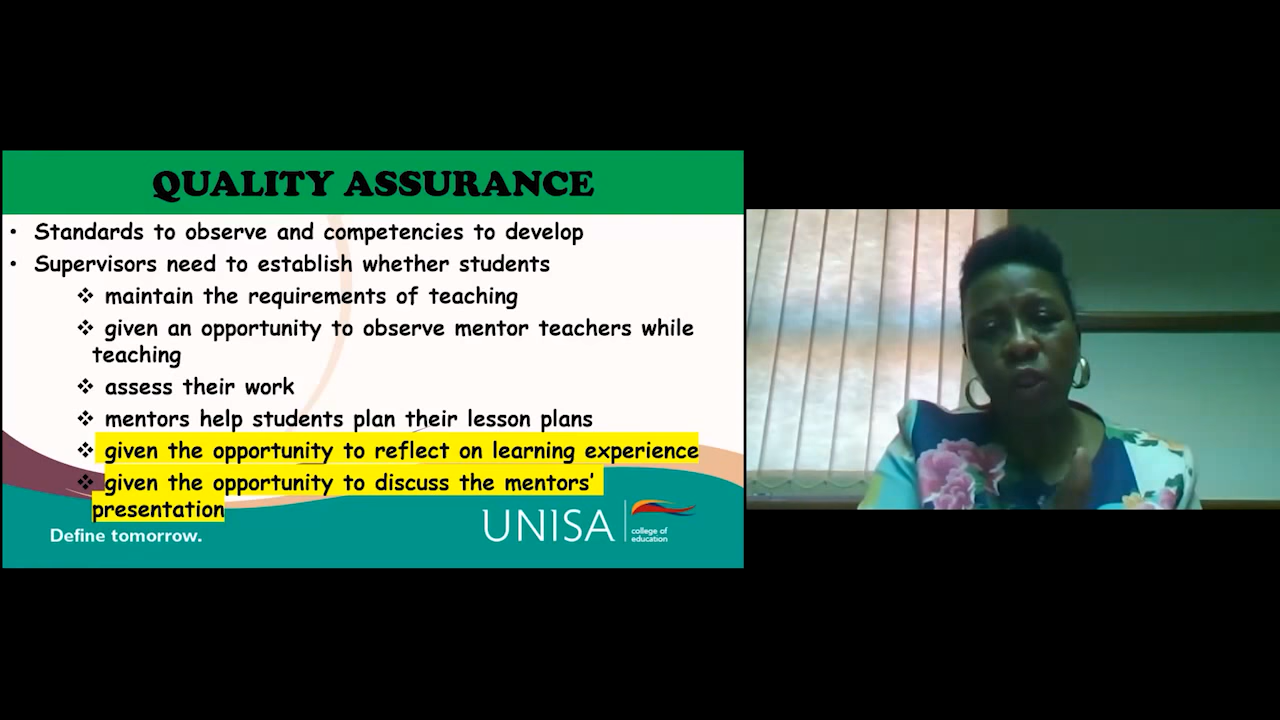 QUALITY ASSURANCE
• Standards to observe and competencies to develop
• Supervisors need to establish whether students
❖ maintain the requirements of teaching
❖ given an opportunity to observe mentor teachers while
teaching
❖ assess their work
❖ mentors help students plan their lesson plans
❖ given the opportunity to reflect on learning experience
❖ given the opportunity to discuss the mentors’
presentation
Define tomorrow.
UNISA
college of
education